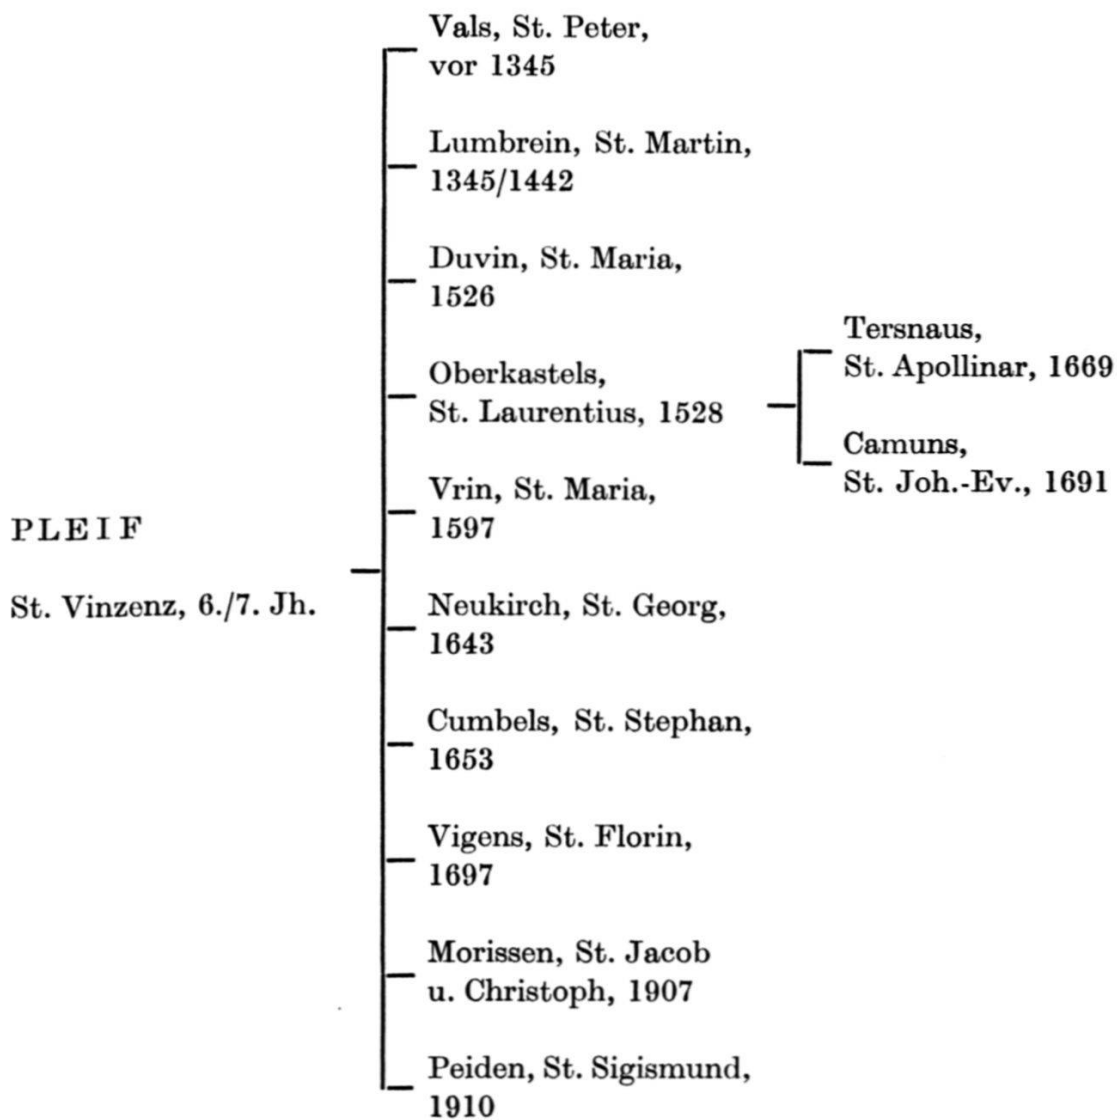 PLEIF
St. Vinzenz, 6./7. Jh.
Vals, St. Peter,
vor 1345
Lumbrein, St. Martin,
1345/1442
Duvin, St. Maria,
1526
Oberkastels,
St. Laurentius, 1528
Tersnaus,
St. Apollinar, 1669
Camuns,
St. Joh.-Ev., 1691
Vrin, St. Maria,
1597
Neukirch, St. Georg,
1643
Cumbels, St. Stephan,
1653
Vigens, St. Florin,
1697
Morissen, St. Jacob
u. Christoph, 1907
Peiden, St. Sigismund,
1910